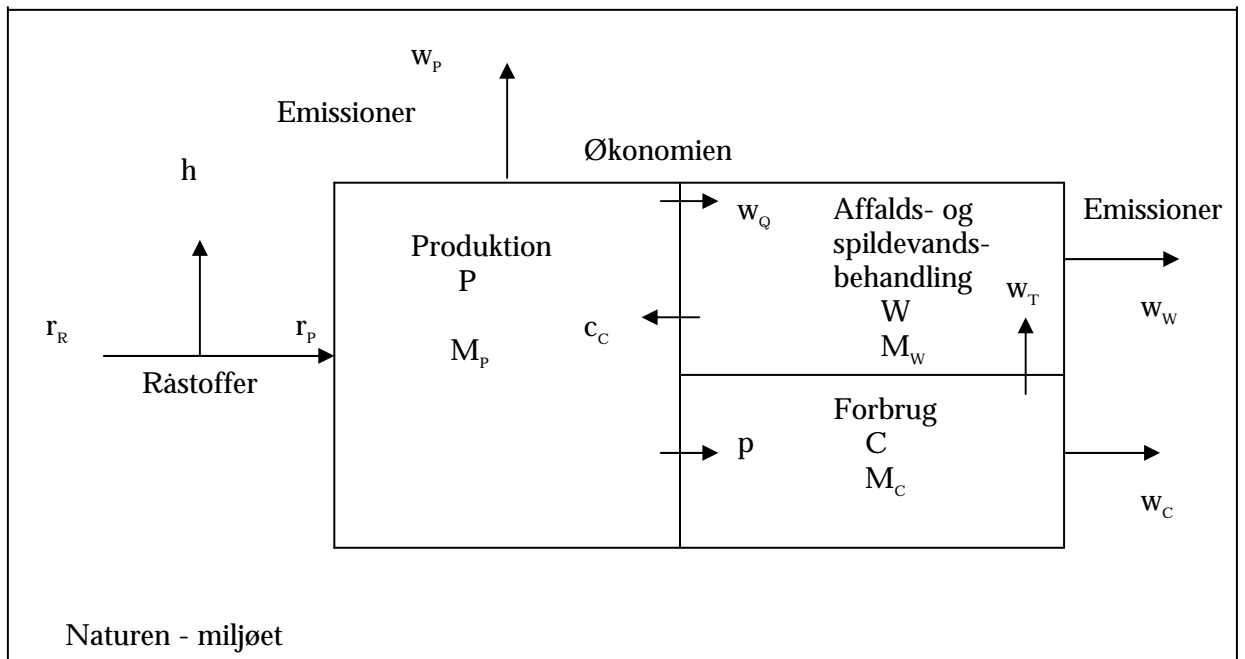 w_P
Emissioner
Økonomien
h
w_Q
Affalds- og
spildevands-
behandling
W
M_W
Emissioner
Produktion
P
M_P
w_T
w_W
r_R
r_P
c_C
Råstoffer
Forbrug
C
M_C
p
w_C
Naturen - miljøet